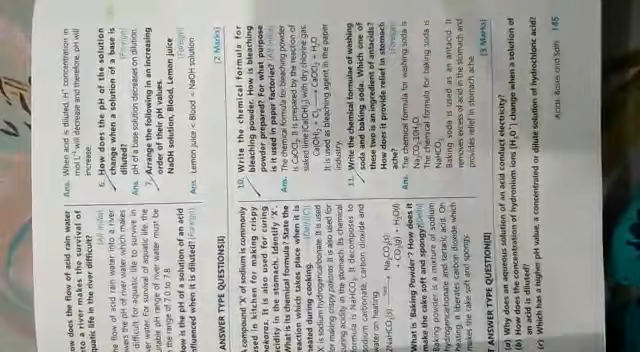 ow does the flow of acid rain water
to a river makes the survival of
quatic life in the river difficult?
he flow of acid rain water into a river
wers the pH of river water which makes
difficult for aquatic life to survive in
er water. For survival of aquatic life, the
itable pH range of river water must be
the range of 7.0 to 7.8.
ow is the pH of a solution of an acid
nfluenced when it is diluted? (Foreign)
Ans. When acid is diluted, H⁺ concentration in
mol L⁻¹ will decrease and therefore, pH will
increase.
6. How does the pH of the solution
change when a solution of a base is
diluted? (Foreign)
Ans. pH of a base solution decreases on dilution.
7. Arrange the following in an increasing
order of their pH values.
NaOH solution, Blood, Lemon juice
(Foreign)
Ans. Lemon juice < Blood < NaOH solution
ANSWER TYPE QUESTIONS[I]
[2 Marks]
compound 'X' of sodium is commonly
sed in kitchen for making crispy
akoras. It is also used for curing
cidity in the stomach. Identify 'X'.
What is its chemical formula? State the
reaction which takes place when it is
eated during cooking.
X is sodium hydrogencarbonate. It is used
or making crispy pakoras. It is also used for
uring acidity in the stomach. Its chemical
formula is NaHCO₃. It decomposes to
odium carbonate, carbon dioxide and
water on heating.
2NaHCO₃(s) Na₂CO₃(s)
+ CO₂(g) + H₂O(l)
What is 'Baking Powder'? How does it
make the cake soft and spongy?
Baking powder is a mixture of sodium
hydrogencarbonate and tartaric acid. On
heating, it liberates carbon dioxide which
makes the cake soft and spongy.
10. Write the chemical formula for
bleaching powder. How is bleaching
powder prepared? For what purpose
is it used in paper factories?
Ans. The chemical formula for bleaching powder
is CaOCl₂. It is prepared by the reaction of
slaked lime [Ca(OH)₂] with dry chlorine gas.
Ca(OH)₂ + Cl₂ → CaOCl₂ + H₂O
It is used as bleaching agent in the paper
industry.
11. Write the chemical formulae of washing
soda and baking soda. Which one of
these two is an ingredient of antacids?
How does it provide relief in stomach
ache? (Foreign)
Ans. The chemical formula for washing soda is
Na₂CO₃.10H₂O.
The chemical formula for baking soda is
NaHCO₃.
Baking soda is used as an antacid. It
removes excess of acid in the stomach and
provides relief in stomach ache.
T ANSWER TYPE QUESTION[II]
[3 Marks]
(a) Why does an aqueous solution of an acid conduct electricity?
(b) How does the concentration of hydronium ions [H₃O⁺] change when a solution of
an acid is diluted?
(c) Which has a higher pH value, a concentrated or dilute solution of hydrochloric acid?
Acids, Bases and Salts 145